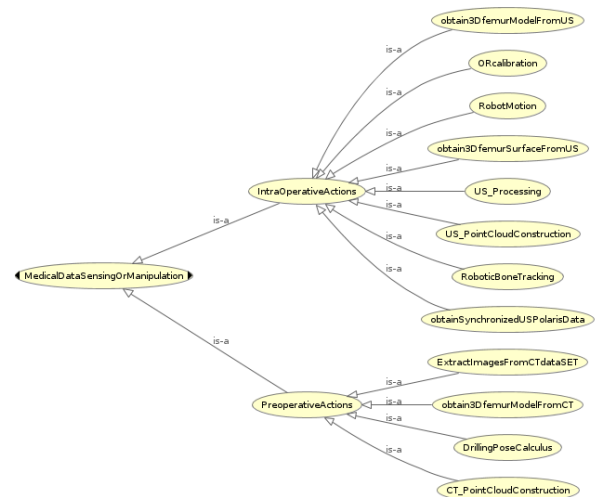 obtain3DfemurModelFromUS
is-a
ORcalibration
is-a
RobotMotion
is-a
obtain3DfemurSurfaceFromUS
is-a
IntraOperativeActions
is-a
US_Processing
is-a
US_PointCloudConstruction
is-a
is-a
RoboticBoneTracking
is-a
MedicalDataSensingOrManipulation
obtainSynchronizedUSPolarisData
is-a
ExtractImagesFromCTdataSET
is-a
PreoperativeActions
is-a
obtain3DfemurModelFromCT
is-a
DrillingPoseCalculus
is-a
CT_PointCloudConstruction